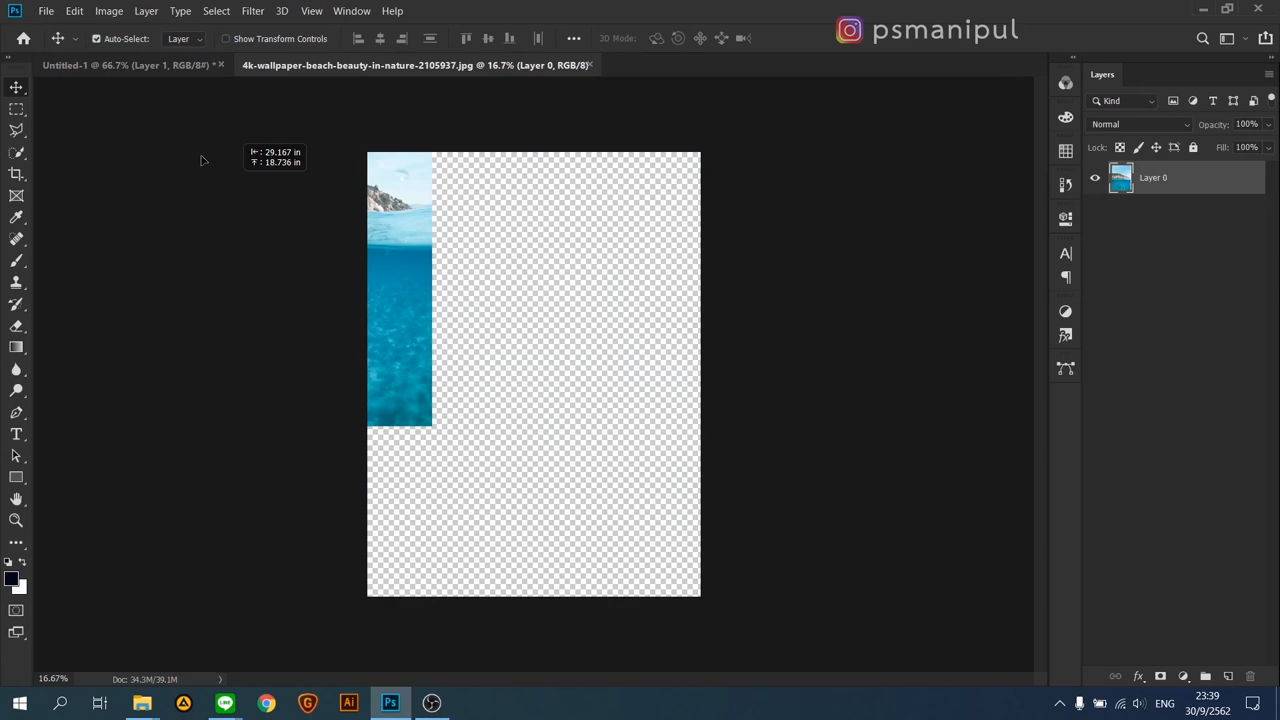 Ps File Edit Image Layer Type Select Filter 3D View Window Help
psmanipul
Auto-Select: Layer Show Transform Controls 3D Mode:
Untitled-1 @ 66.7% (Layer 1, RGB/8#) * × 4k-wallpaper-beach-beauty-in-nature-2105937.jpg @ 16.7% (Layer 0, RGB/8) ×
Layers
Kind
Normal Opacity: 100%
Lock: Fill: 100%
Layer 0
: 29.167 in
: 18.736 in
16.67% Doc: 34.3M/39.1M
Ai Ps
ENG
23:39
30/9/2562